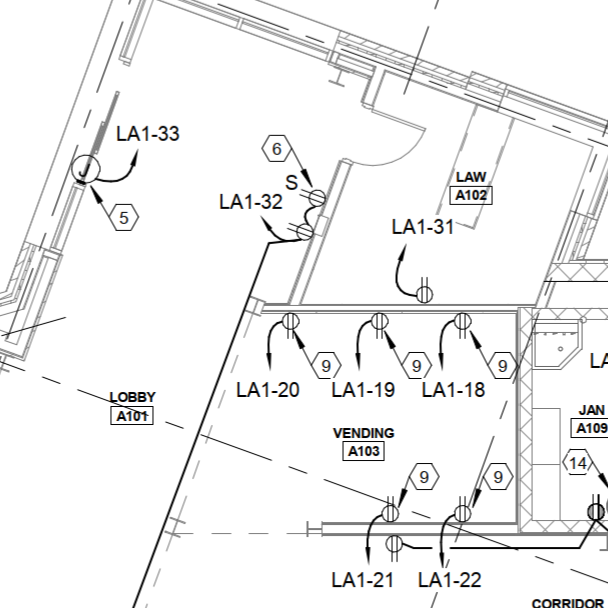 LA1-33
6
S
LA1-32
5
LAW
A102
LA1-31
J
9
9
9
LA1-20
LA1-19
LA1-18
LA
LOBBY
A101
VENDING
A103
JAN
A109
14
9
9
LA1-21
LA1-22
CORRIDOR